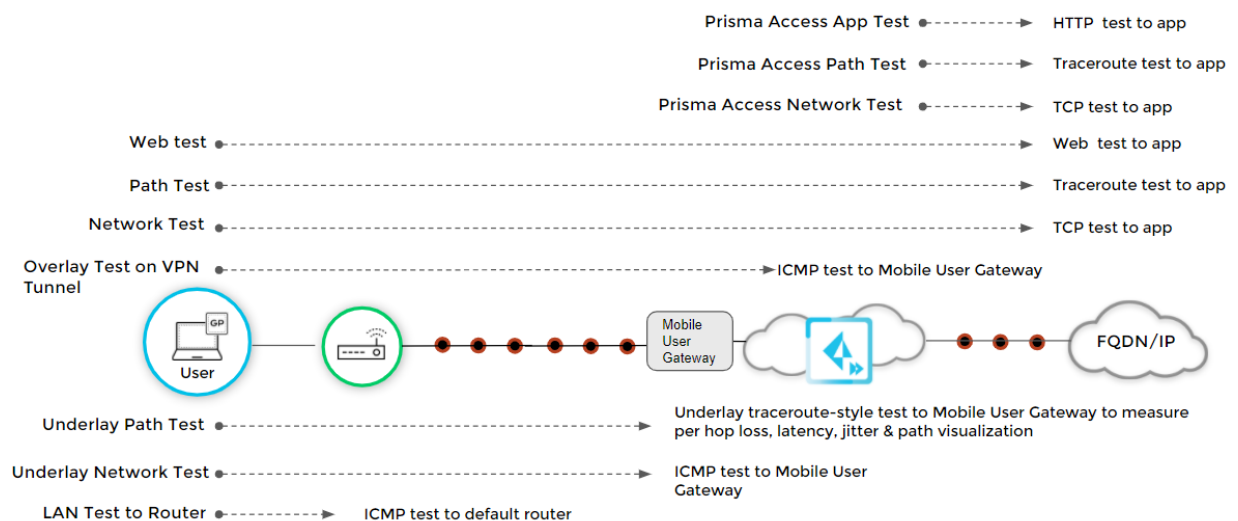 Prisma Access App Test
HTTP test to app
Prisma Access Path Test
Traceroute test to app
Prisma Access Network Test
TCP test to app
Web test
Web test to app
Path Test
Traceroute test to app
Network Test
TCP test to app
Overlay Test on VPN
Tunnel
ICMP test to Mobile User Gateway
GP
User
Mobile
User
Gateway
FQDN/IP
Underlay Path Test
Underlay traceroute-style test to Mobile User Gateway to measure
per hop loss, latency, jitter & path visualization
Underlay Network Test
ICMP test to Mobile User
Gateway
LAN Test to Router
ICMP test to default router